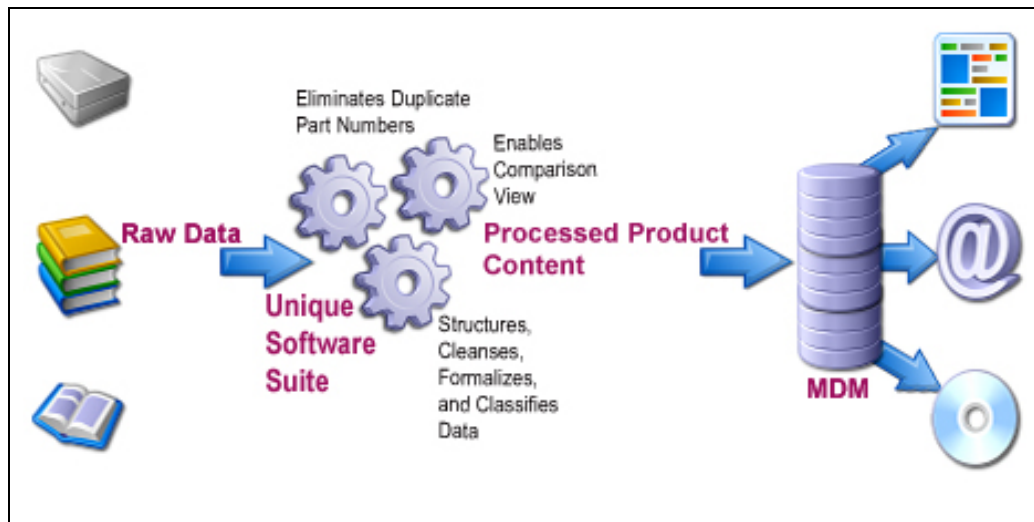 Eliminates Duplicate
Part Numbers
Enables
Comparison
View
Raw Data
Processed Product
Content
Unique
Software
Suite
Structures,
Cleanses,
Formalizes,
and Classifies
Data
MDM
@